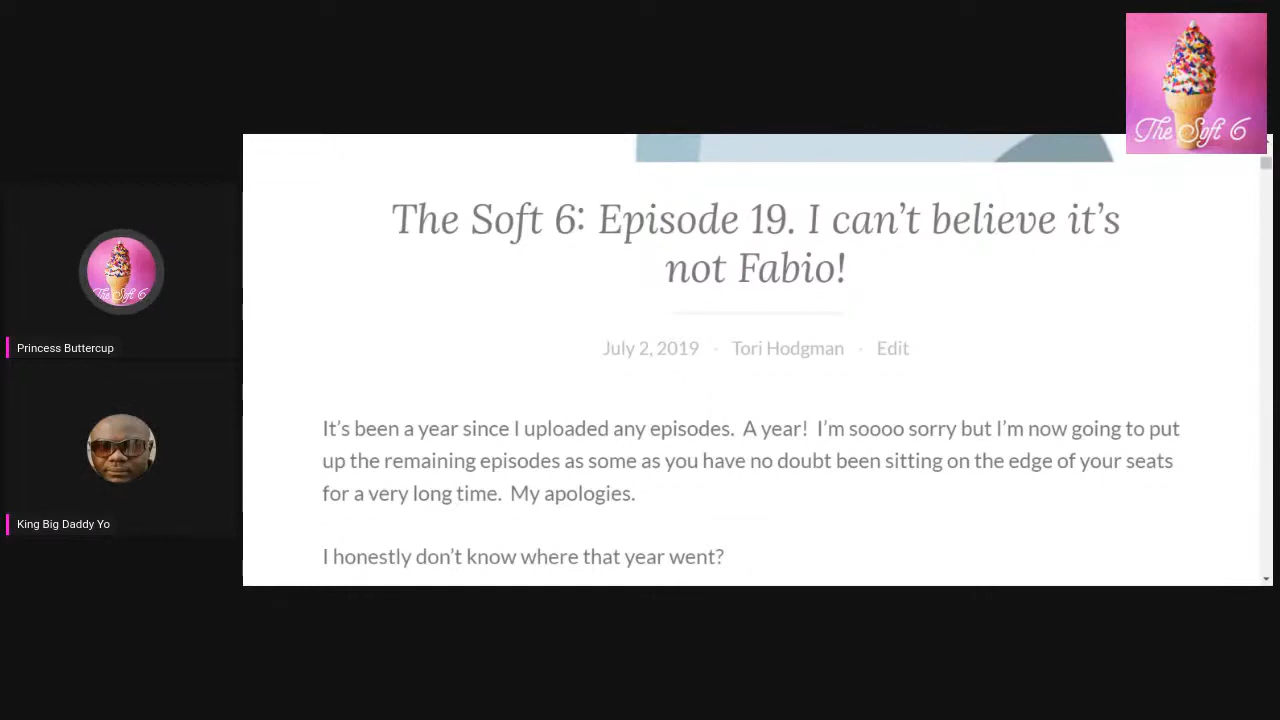 The Soft 6
The Soft 6: Episode 19. I can’t believe it’s
not Fabio!
July 2, 2019 · Tori Hodgman · Edit
The Soft 6
Princess Buttercup
It’s been a year since I uploaded any episodes. A year! I’m soooo sorry but I’m now going to put
up the remaining episodes as some as you have no doubt been sitting on the edge of your seats
for a very long time. My apologies.
King Big Daddy Yo
I honestly don’t know where that year went?